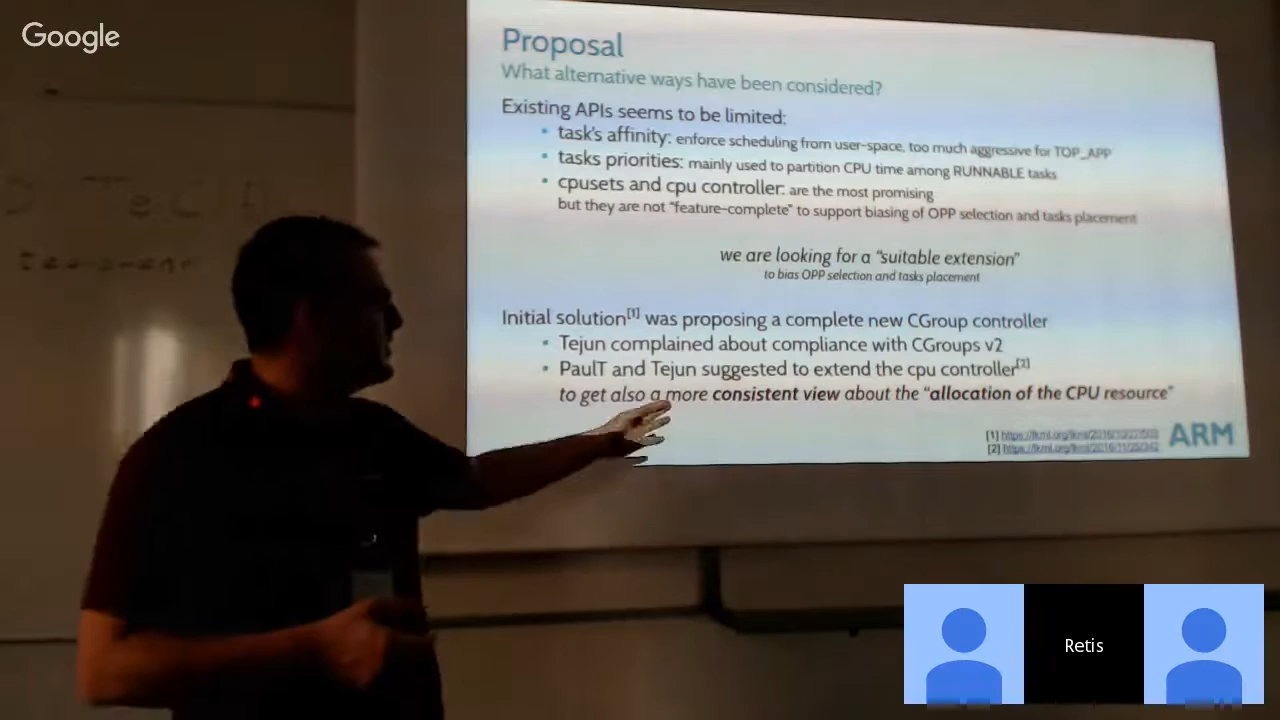 Google
Proposal
What alternative ways have been considered?
Existing APIs seems to be limited:
• task's affinity: enforce scheduling from user-space, too much aggressive for TOP_APP
• tasks priorities: mainly used to partition CPU time among RUNNABLE tasks
• cpusets and cpu controller: are the most promising
but they are not "feature-complete" to support biasing of OPP selection and tasks placement
we are looking for a "suitable extension"
to bias OPP selection and tasks placement
Initial solution[1] was proposing a complete new CGroup controller
• Tejun complained about compliance with CGroups v2
• PaulT and Tejun suggested to extend the cpu controller[2]
to get also a more consistent view about the "allocation of the CPU resource"
[1]
[2]
ARM
Retis